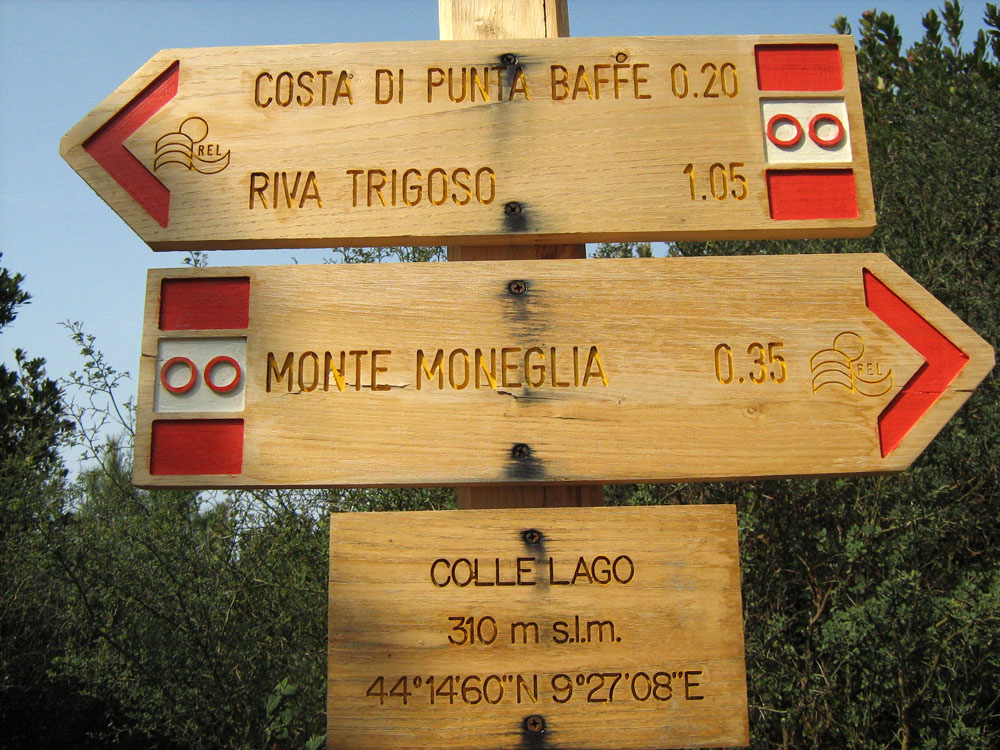 COSTA DI PUNTA BAFFE 0.20
REL
RIVA TRIGOSO 1.05
MONTE MONEGLIA 0.35
FEL
COLLE LAGO
310 m s.l.m.
44°14'60"N 9°27'08"E